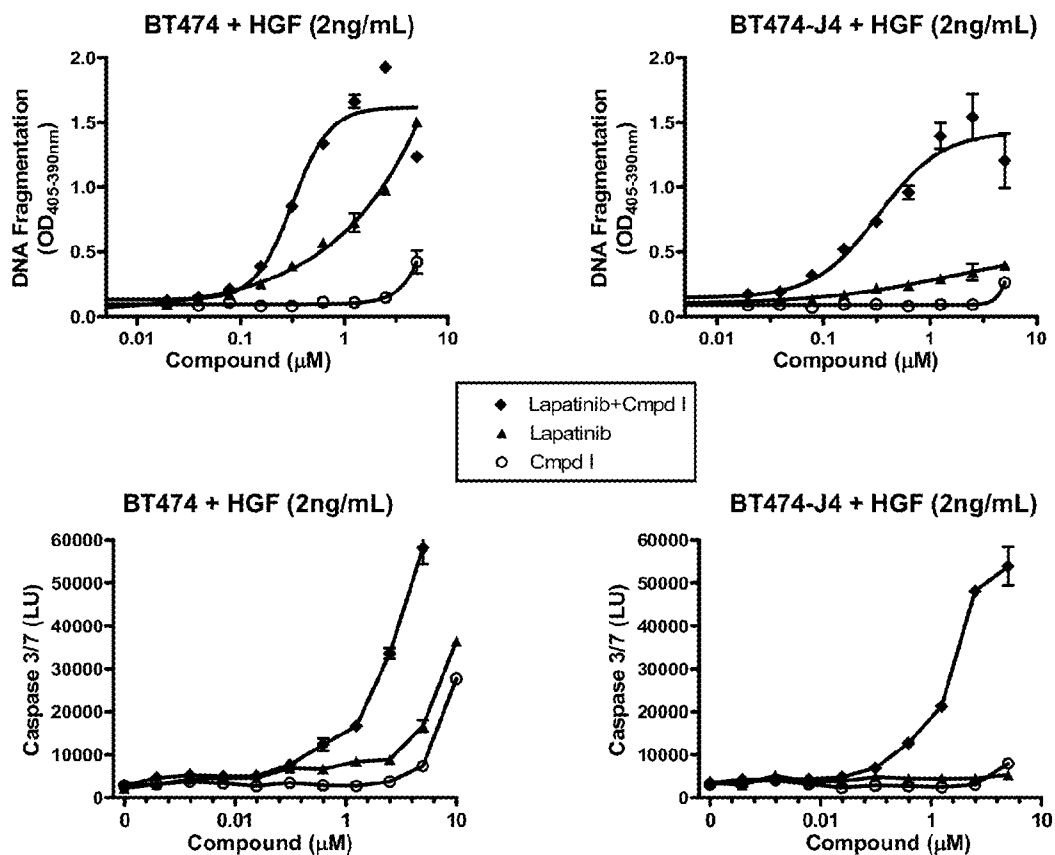 BT474 + HGF (2ng/mL)
DNA Fragmentation
(OD405-390nm)
2.0
1.5
1.0
0.5
0.0
0.01
0.1
1
10
Compound (μM)
BT474-J4 + HGF (2ng/mL)
DNA Fragmentation
(OD405-390nm)
2.0
1.5
1.0
0.5
0.0
0.01
0.1
1
10
Compound (μM)
Lapatinib+Cmpd I
Lapatinib
Cmpd I
BT474 + HGF (2ng/mL)
Caspase 3/7 (LU)
60000
50000
40000
30000
20000
10000
0
0
0.01
1
10
Compound (μM)
BT474-J4 + HGF (2ng/mL)
Caspase 3/7 (LU)
60000
50000
40000
30000
20000
10000
0
0
0.01
1
10
Compound (μM)